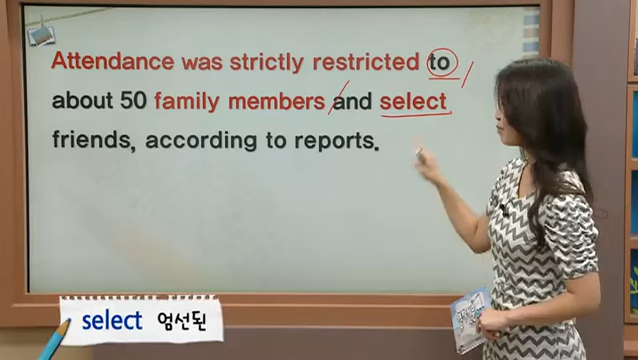 Attendance was strictly restricted to
about 50 family members and select
friends, according to reports.
select 엄선된